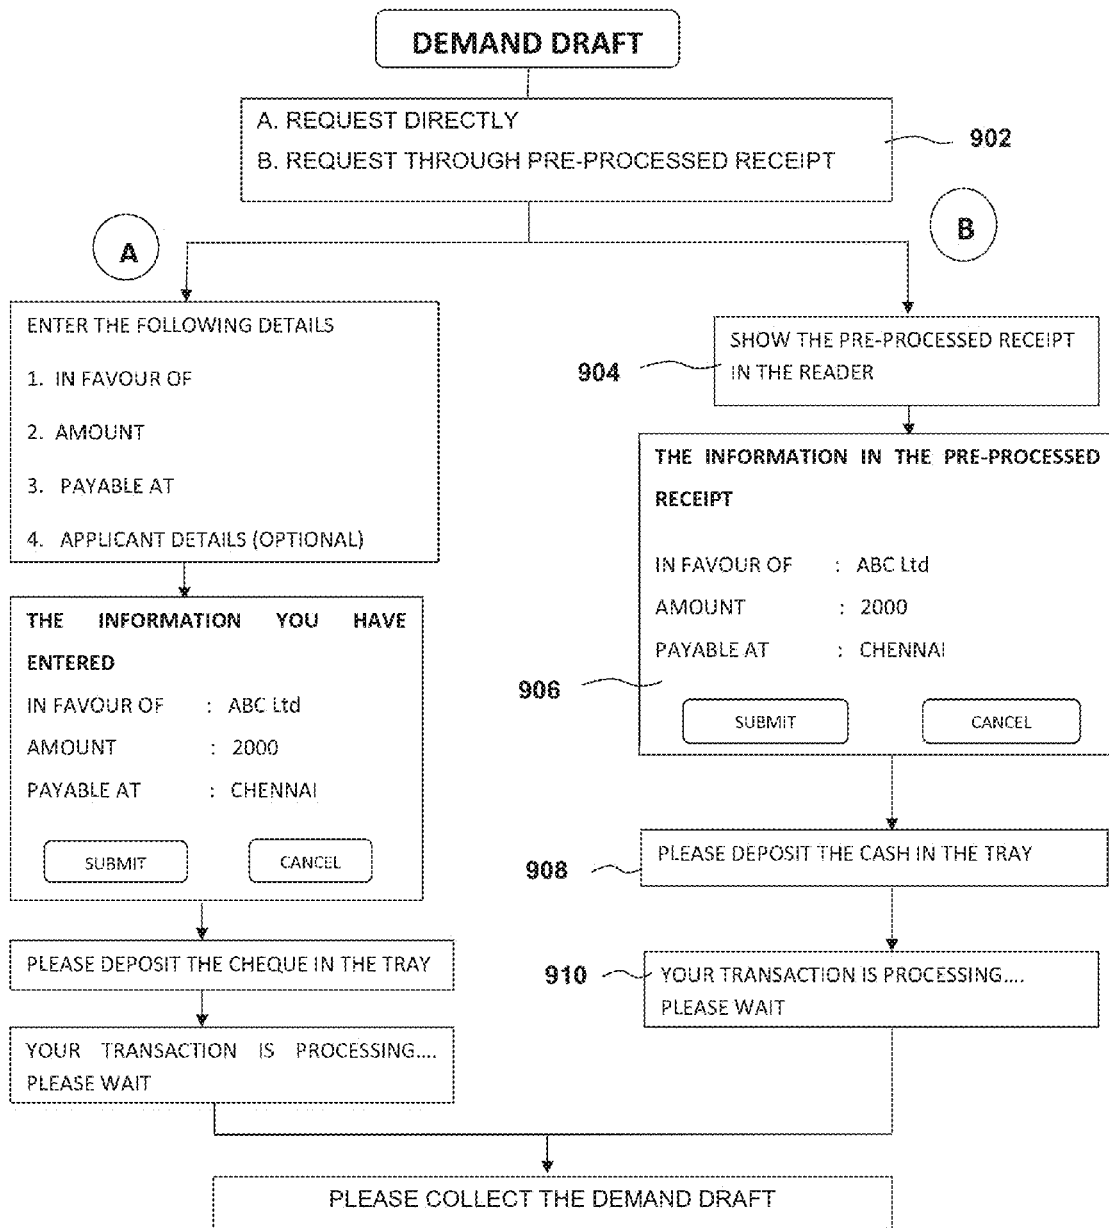 DEMAND DRAFT
A. REQUEST DIRECTLY
B. REQUEST THROUGH PRE-PROCESSED RECEIPT
902
A
B
ENTER THE FOLLOWING DETAILS
1. IN FAVOUR OF
2. AMOUNT
3. PAYABLE AT
4. APPLICANT DETAILS (OPTIONAL)
THE INFORMATION YOU HAVE
ENTERED
IN FAVOUR OF : ABC Ltd
AMOUNT : 2000
PAYABLE AT : CHENNAI
SUBMIT CANCEL
PLEASE DEPOSIT THE CHEQUE IN THE TRAY
YOUR TRANSACTION IS PROCESSING....
PLEASE WAIT
904
SHOW THE PRE-PROCESSED RECEIPT
IN THE READER
THE INFORMATION IN THE PRE-PROCESSED
RECEIPT
IN FAVOUR OF : ABC Ltd
AMOUNT : 2000
PAYABLE AT : CHENNAI
906
SUBMIT CANCEL
908
PLEASE DEPOSIT THE CASH IN THE TRAY
910
YOUR TRANSACTION IS PROCESSING....
PLEASE WAIT
PLEASE COLLECT THE DEMAND DRAFT